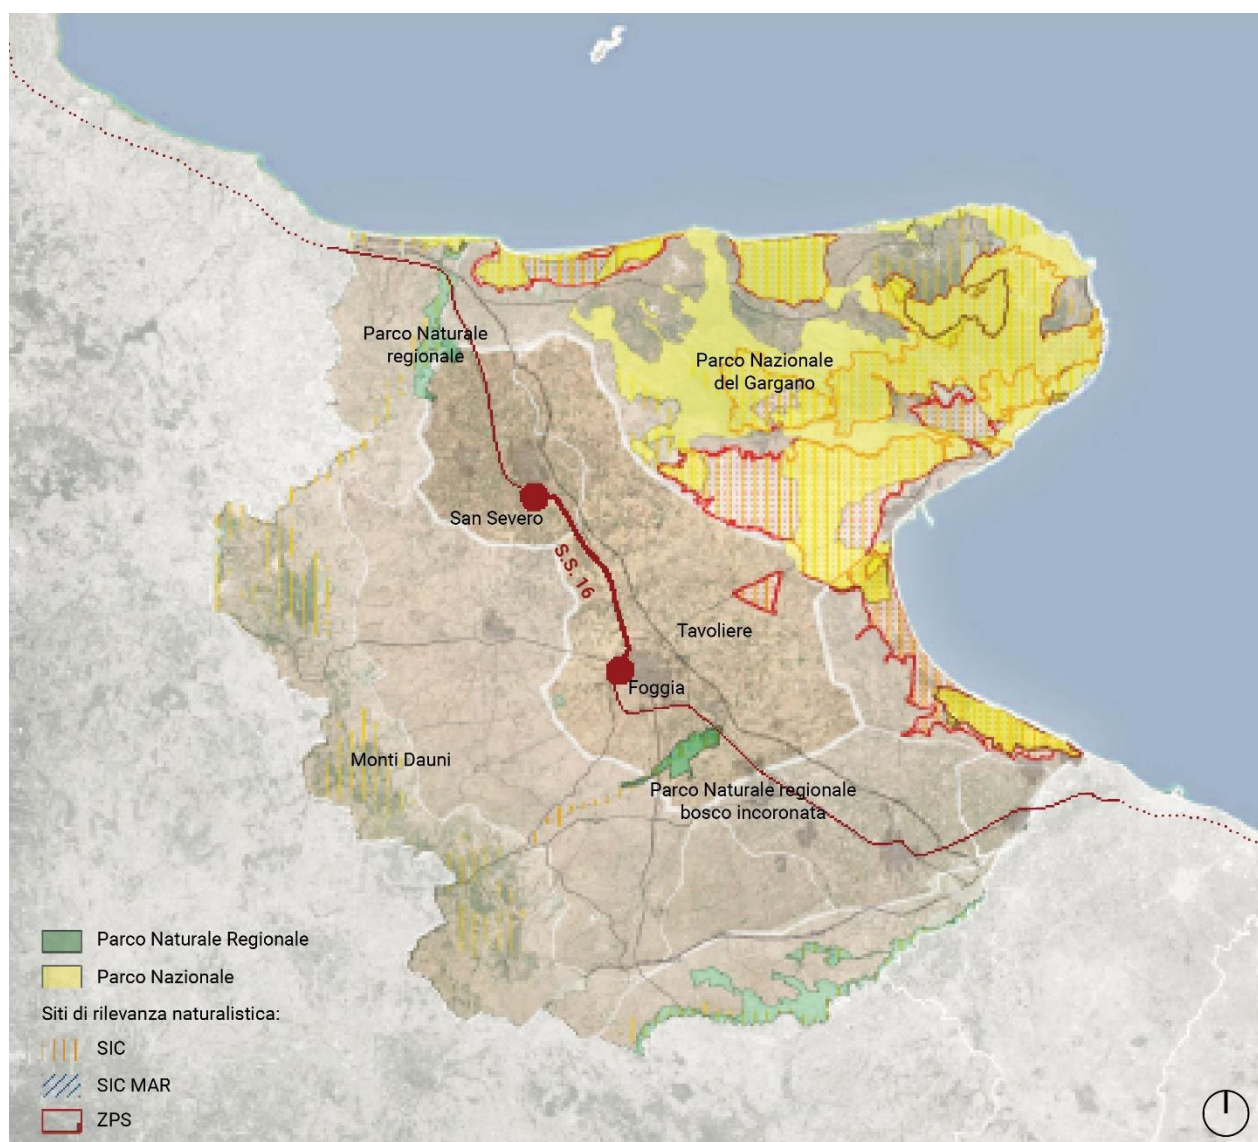 Parco Naturale
regionale
Parco Nazionale
del Gargano
San Severo
S.S. 16
Tavoliere
Foggia
Monti Dauni
Parco Naturale regionale
bosco incoronata
Parco Naturale Regionale
Parco Nazionale
Siti di rilevanza naturalistica:
SIC
SIC MAR
ZPS